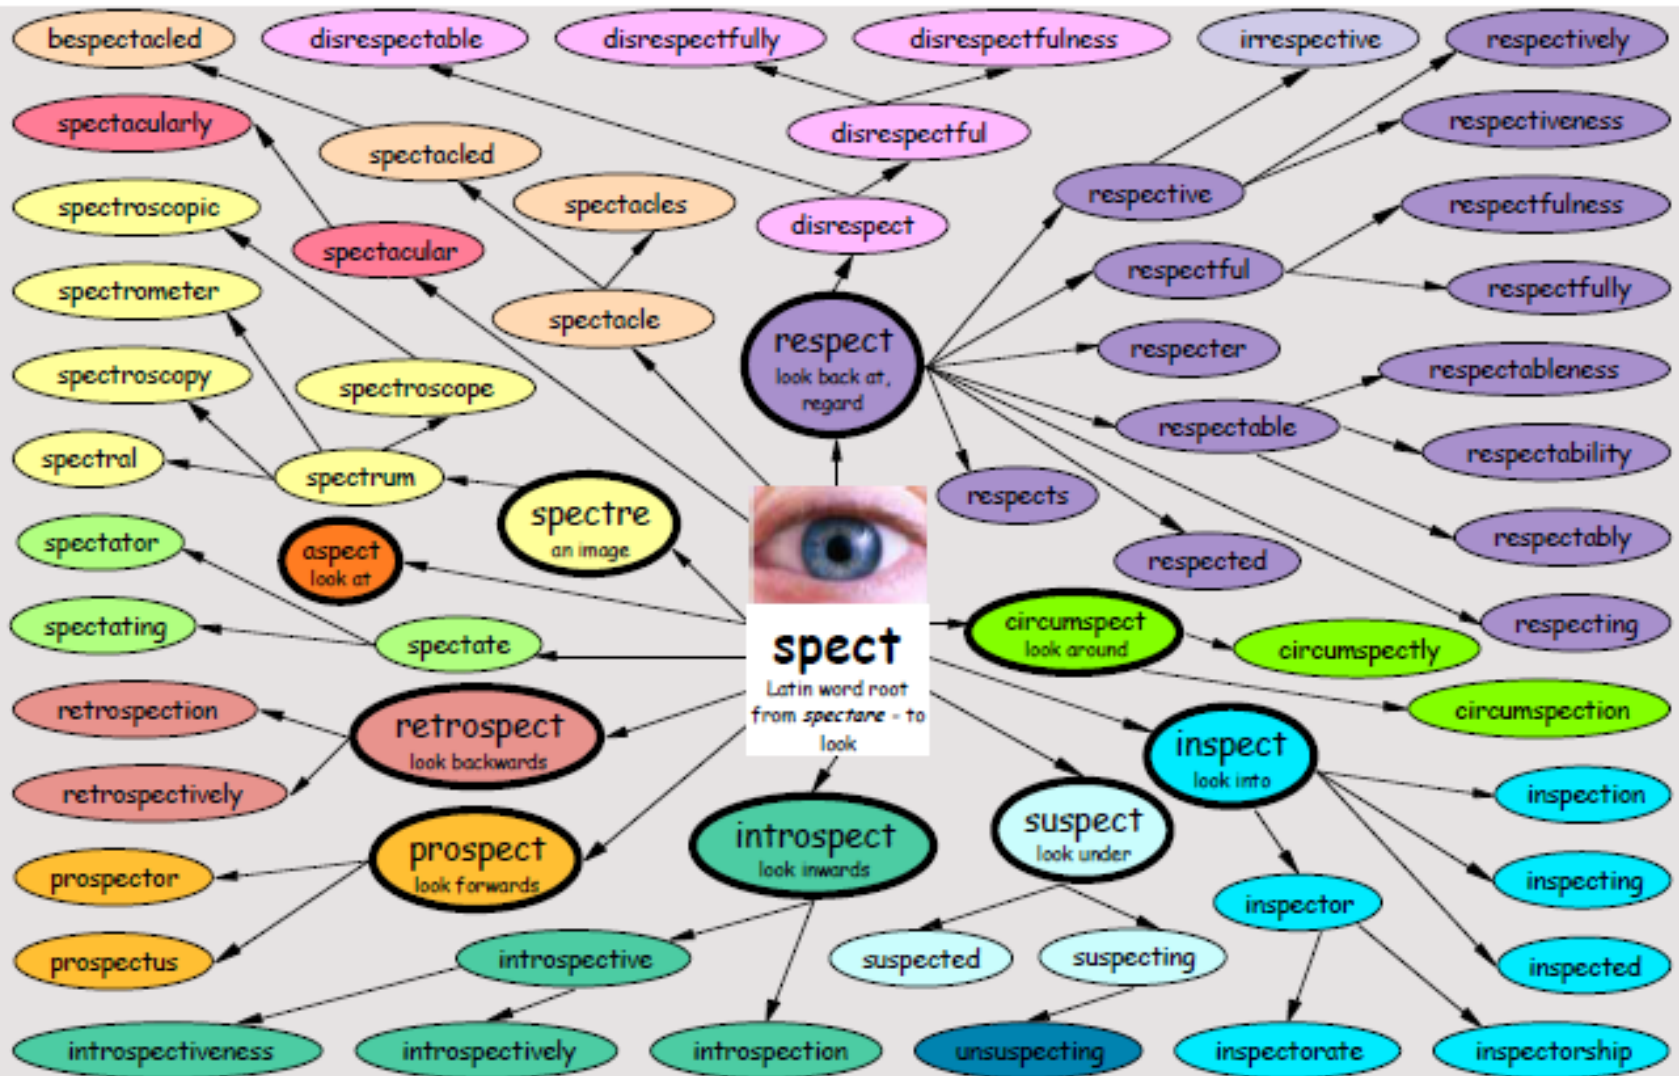 bespectacled
disrespectable
disrespectfully
disrespectfulness
irrespective
respectively
spectacularly
spectacled
disrespectful
respectiveness
spectroscopic
spectacular
spectacles
disrespect
respective
respectfulness
spectrometer
spectacle
respectful
respectfully
respect
look back at,
regard
respecter
spectroscopy
spectroscope
respectableness
respectable
spectral
spectrum
respectability
respects
spectre
an image
spectator
aspect
look at
respected
respectably
spectating
spectate
spect
Latin word root
from spectare - to
look
circumspect
look around
circumspectly
respecting
retrospection
retrospect
look backwards
circumspection
inspect
look into
retrospectively
inspection
prospect
look forwards
introspect
look inwards
suspect
look under
prospector
inspector
inspecting
prospectus
introspective
suspected
suspecting
inspected
introspectiveness
introspectively
introspection
unsuspecting
inspectorate
inspectorship